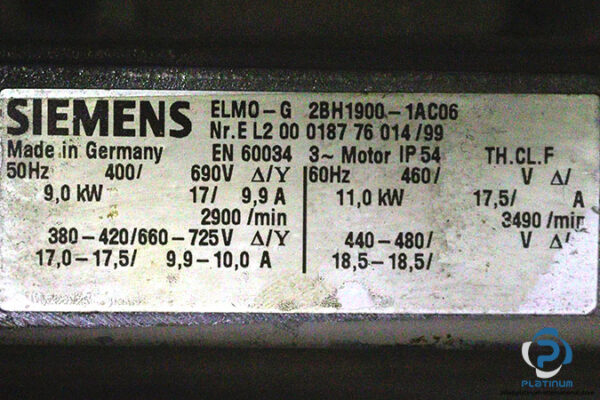 SIEMENS ELMO-G 2BH1900-1AC06
Nr.E L2 00 0187 76 014/99
Made in Germany EN 60034 3~ Motor IP 54 TH.CL.F
50Hz 400/ 690V Δ/Y 60Hz 460/ V Δ/
9,0 kW 17/ 9,9 A 11,0 kW 17,5/ A
2900 /min 3490 /min
380-420/660-725V Δ/Y 440-480/ V Δ/
17,0-17,5/ 9,9-10,0 A 18,5-18,5/
PLATINUM